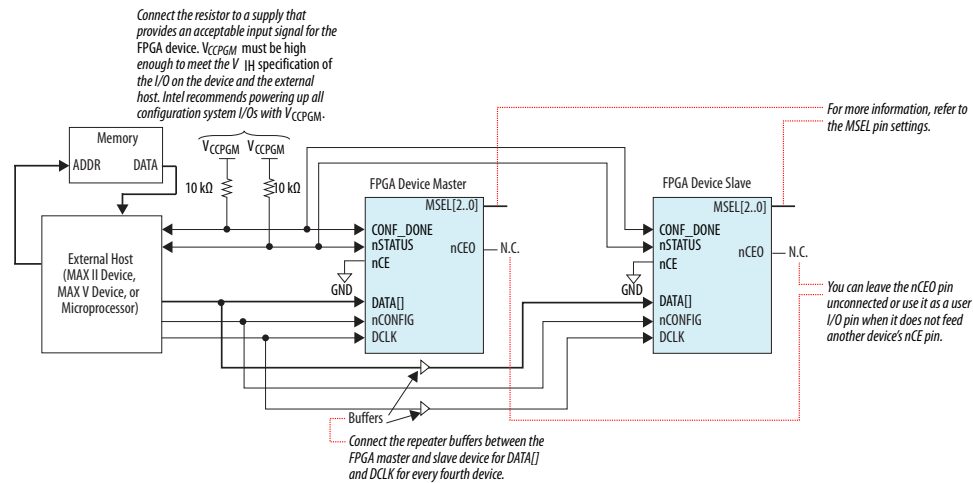 Connect the resistor to a supply that
provides an acceptable input signal for the
FPGA device. VCCPGM must be high
enough to meet the V IH specification of
the I/O on the device and the external
host. Intel recommends powering up all
configuration system I/Os with VCCPGM.
For more information, refer to
the MSEL pin settings.
Memory
ADDR DATA
VCCPGM VCCPGM
10 kΩ 10 kΩ
FPGA Device Master
FPGA Device Slave
MSEL[2..0]
CONF_DONE
nSTATUS
nCE
nCEO
N.C.
GND
DATA[]
nCONFIG
DCLK
MSEL[2..0]
CONF_DONE
nSTATUS
nCE
nCEO
N.C.
GND
DATA[]
nCONFIG
DCLK
External Host
(MAX II Device,
MAX V Device, or
Microprocessor)
You can leave the nCEO pin
unconnected or use it as a user
I/O pin when it does not feed
another device's nCE pin.
Buffers
Connect the repeater buffers between the
FPGA master and slave device for DATA[]
and DCLK for every fourth device.